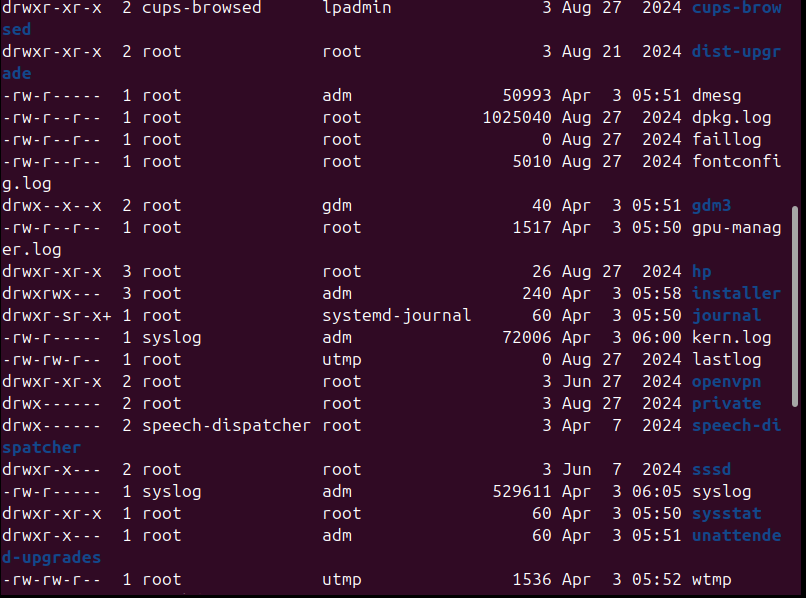 drwxr-xr-x  2 cups-browsed      lpadmin               3 Aug 27  2024 cups-brow
sed
drwxr-xr-x  2 root              root                  3 Aug 21  2024 dist-upgr
ade
-rw-r-----  1 root              adm               50993 Apr  3 05:51 dmesg
-rw-r--r--  1 root              root            1025040 Aug 27  2024 dpkg.log
-rw-r--r--  1 root              root                  0 Aug 27  2024 faillog
-rw-r--r--  1 root              root               5010 Aug 27  2024 fontconfi
g.log
drwx--x--x  2 root              gdm                  40 Apr  3 05:51 gdm3
-rw-r--r--  1 root              root               1517 Apr  3 05:50 gpu-manag
er.log
drwxr-xr-x  3 root              root                 26 Aug 27  2024 hp
drwxrwx---  3 root              adm                 240 Apr  3 05:58 installer
drwxr-sr-x+ 1 root              systemd-journal      60 Apr  3 05:50 journal
-rw-r-----  1 syslog            adm               72006 Apr  3 06:00 kern.log
-rw-rw-r--  1 root              utmp                  0 Aug 27  2024 lastlog
drwxr-xr-x  2 root              root                  3 Jun 27  2024 openvpn
drwx------  2 root              root                  3 Aug 27  2024 private
drwx------  2 speech-dispatcher root                  3 Apr  7  2024 speech-di
spatcher
drwxr-x---  2 root              root                  3 Jun  7  2024 sssd
-rw-r-----  1 syslog            adm              529611 Apr  3 06:05 syslog
drwxr-xr-x  1 root              root                 60 Apr  3 05:50 sysstat
drwxr-x---  1 root              adm                  60 Apr  3 05:51 unattende
d-upgrades
-rw-rw-r--  1 root              utmp               1536 Apr  3 05:52 wtmp